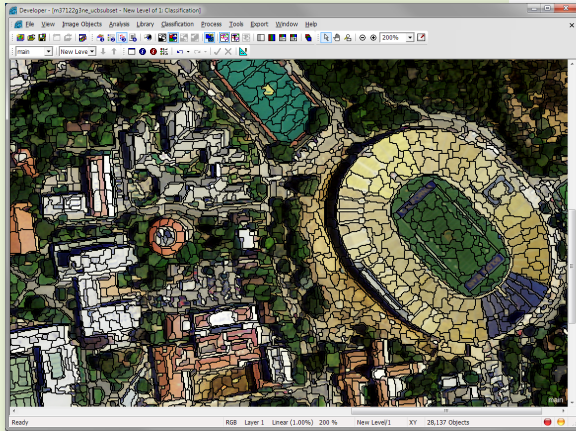 Developer - [m37122g3ne_ucbsubset - New Level of 1: Classification]
File View Image Objects Analysis Library Classification Process Tools Export Window Help
200%
main New Leve
main
Ready RGB Layer 1 Linear (1.00%) 200 % New Level/1 XY 28,137 Objects